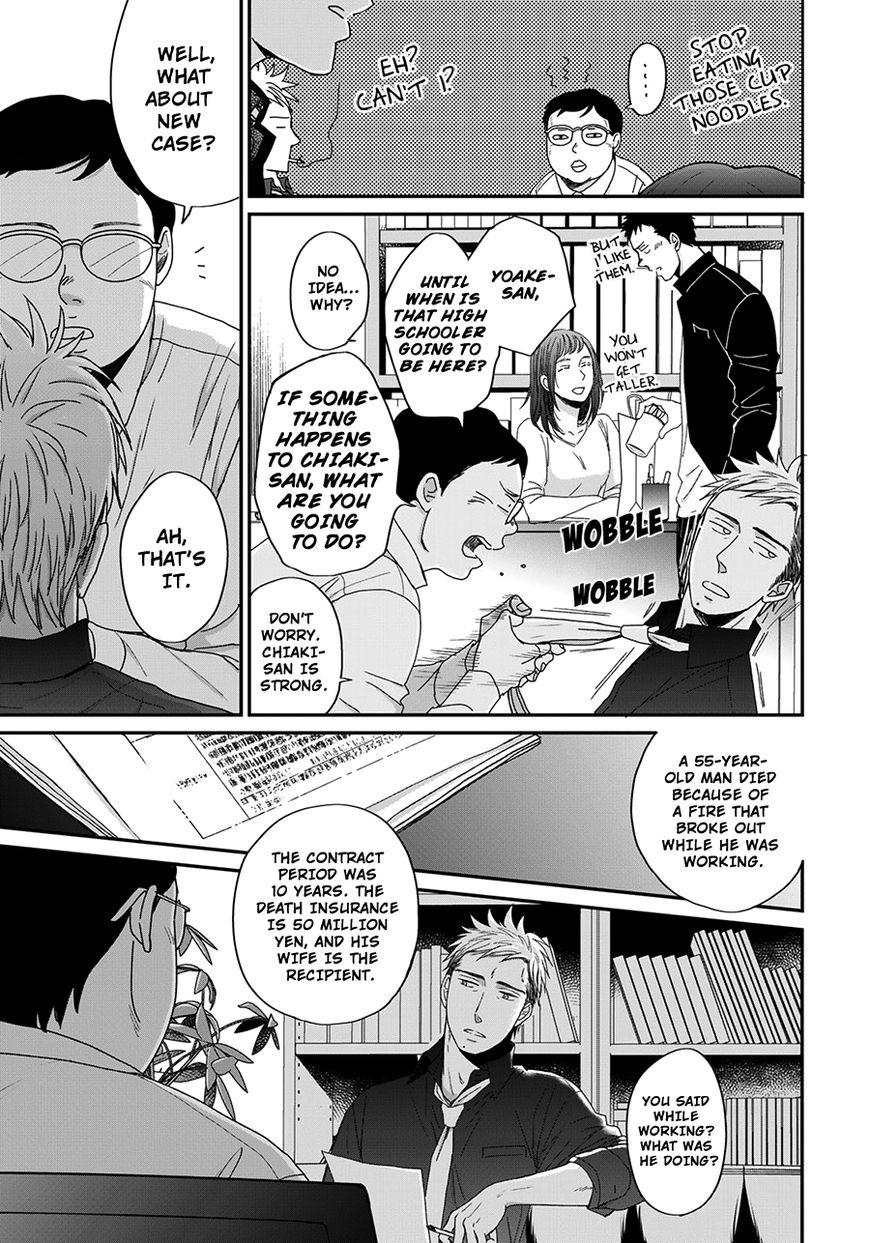 STOP
EATING
THOSE CUP
NOODLES.
....
EH?
CAN'T I?
BUT
I LIKE
THEM.
YOU
WON'T
GET
TALLER.
YOAKE-
SAN,
UNTIL
WHEN IS
THAT HIGH
SCHOOLER
GOING TO
BE HERE?
NO
IDEA...
WHY?
IF SOME-
THING
HAPPENS
TO CHIAKI-
SAN, WHAT
ARE YOU
GOING
TO DO?
WOBBLE
WOBBLE
DON'T
WORRY.
CHIAKI-
SAN IS
STRONG.
WELL,
WHAT
ABOUT
NEW
CASE?
AH,
THAT'S
IT.
A 55-YEAR-
OLD MAN DIED
BECAUSE OF
A FIRE THAT
BROKE OUT
WHILE HE WAS
WORKING.
THE CONTRACT
PERIOD WAS
10 YEARS. THE
DEATH INSURANCE
IS 50 MILLION
YEN, AND HIS
WIFE IS THE
RECIPIENT.
YOU SAID
WHILE
WORKING?
WHAT WAS
HE DOING?